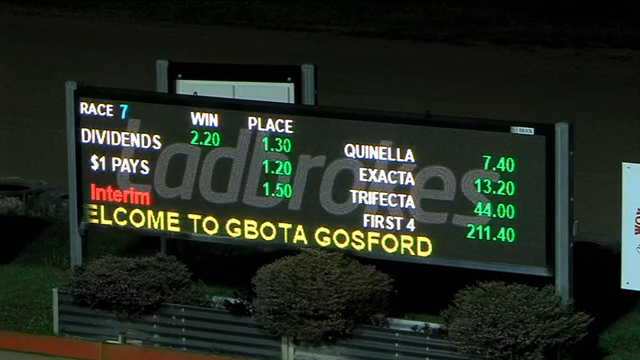 RACE 7
WIN PLACE
DIVIDENDS 2.20 1.30
$1 PAYS 1.20
Interim 1.50
QUINELLA 7.40
EXACTA 13.20
TRIFECTA 44.00
FIRST 4 211.40
Ladbrokes
ELCOME TO GBOTA GOSFORD